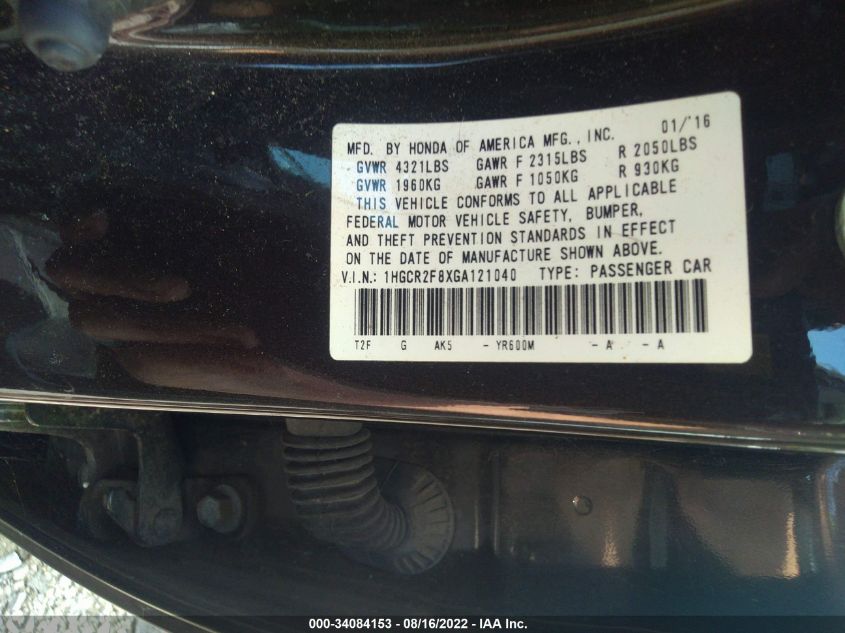 MFD. BY HONDA OF AMERICA MFG., INC. 01/'16
GVWR 4321LBS GAWR F 2315LBS R 2050LBS
GVWR 1960KG GAWR F 1050KG R 930KG
THIS VEHICLE CONFORMS TO ALL APPLICABLE
FEDERAL MOTOR VEHICLE SAFETY, BUMPER,
AND THEFT PREVENTION STANDARDS IN EFFECT
ON THE DATE OF MANUFACTURE SHOWN ABOVE.
V.I.N.: 1HGCR2F8XGA121040 TYPE: PASSENGER CAR
T2F G AK5 - YR600M - A - A
000-34084153 - 08/16/2022 - IAA Inc.